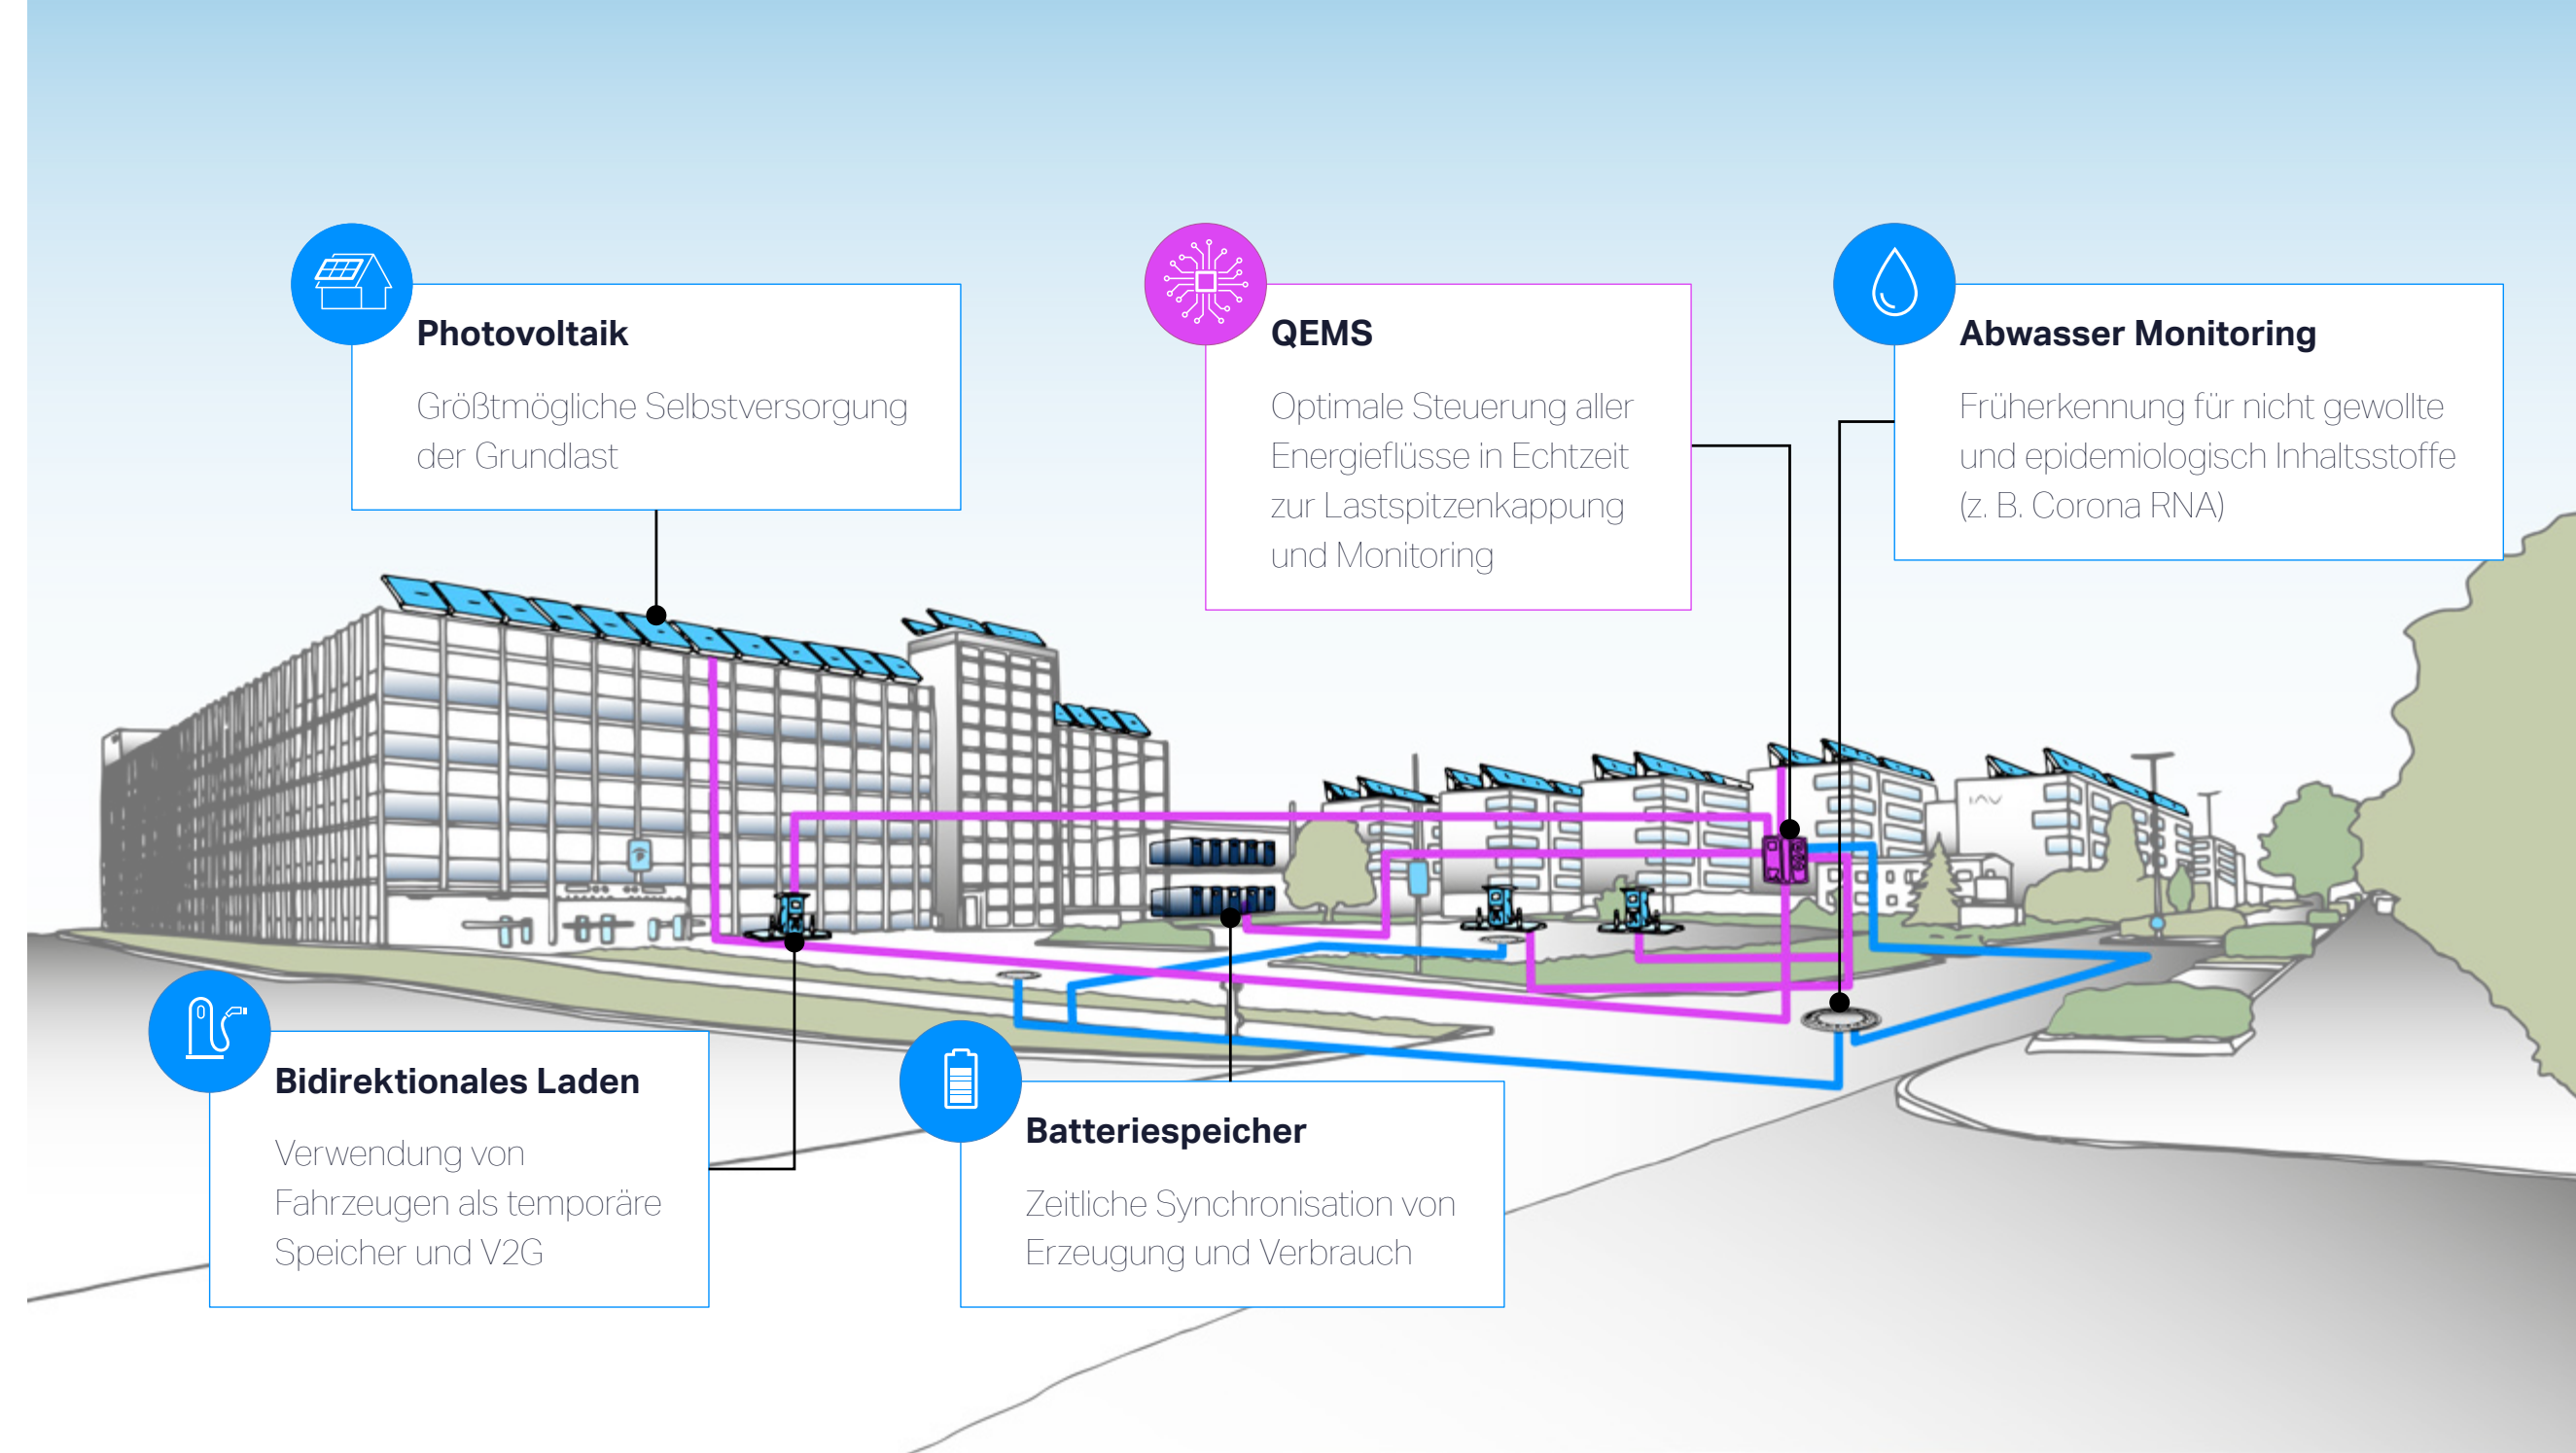 Photovoltaik
Größtmögliche Selbstversorgung
der Grundlast
QEMS
Optimale Steuerung aller
Energieflüsse in Echtzeit
zur Lastspitzenkappung
und Monitoring
Abwasser Monitoring
Früherkennung für nicht gewollte
und epidemiologisch Inhaltsstoffe
(z. B. Corona RNA)
iAV
Bidirektionales Laden
Verwendung von
Fahrzeugen als temporäre
Speicher und V2G
Batteriespeicher
Zeitliche Synchronisation von
Erzeugung und Verbrauch